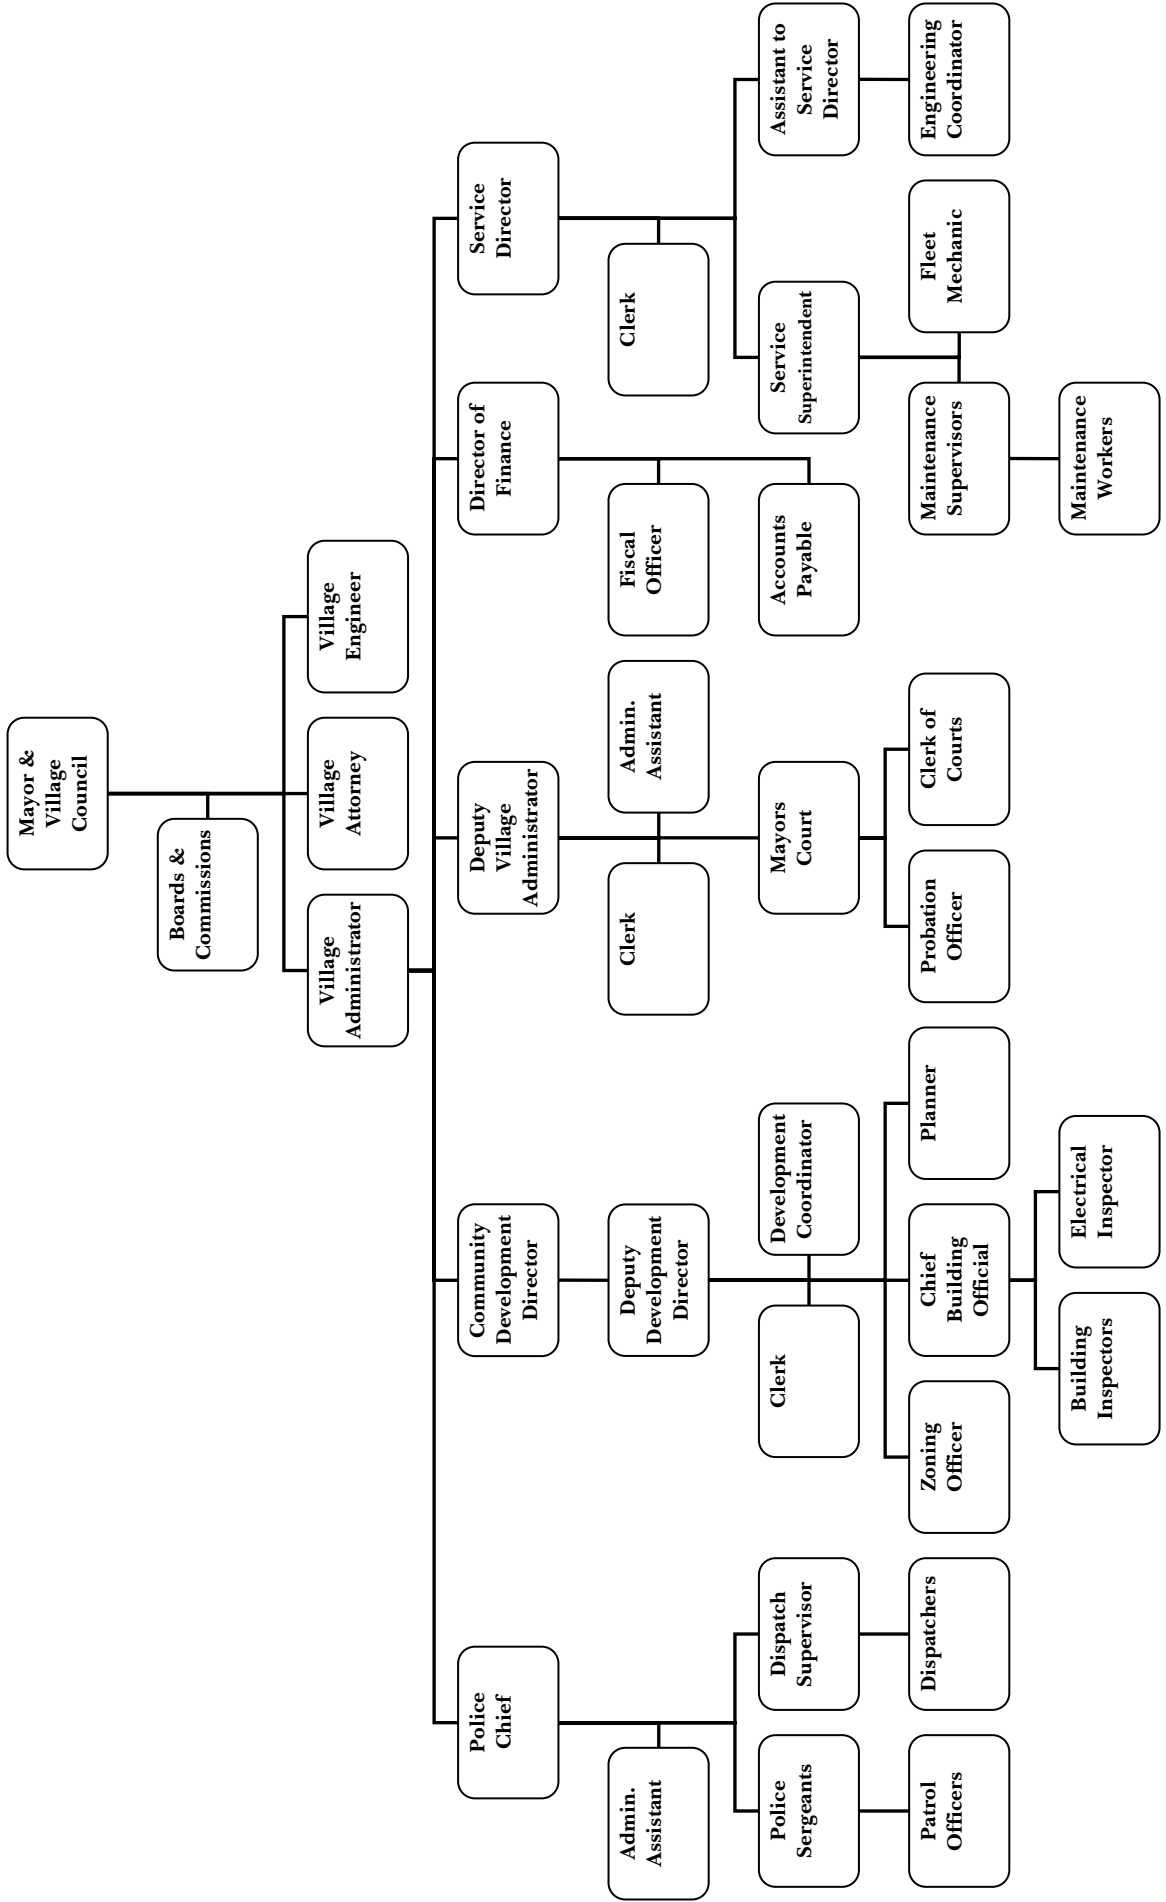 Mayor &
Village
Council
Boards &
Commissions
Village
Administrator
Village
Attorney
Village
Engineer
Police
Chief
Community
Development
Director
Deputy
Village
Administrator
Director of
Finance
Service
Director
Admin.
Assistant
Deputy
Development
Director
Clerk
Admin.
Assistant
Fiscal
Officer
Clerk
Police
Sergeants
Dispatch
Supervisor
Clerk
Development
Coordinator
Mayors
Court
Accounts
Payable
Service
Superintendent
Assistant to
Service
Director
Patrol
Officers
Dispatchers
Zoning
Officer
Chief
Building
Official
Planner
Probation
Officer
Clerk of
Courts
Maintenance
Supervisors
Fleet
Mechanic
Engineering
Coordinator
Building
Inspectors
Electrical
Inspector
Maintenance
Workers